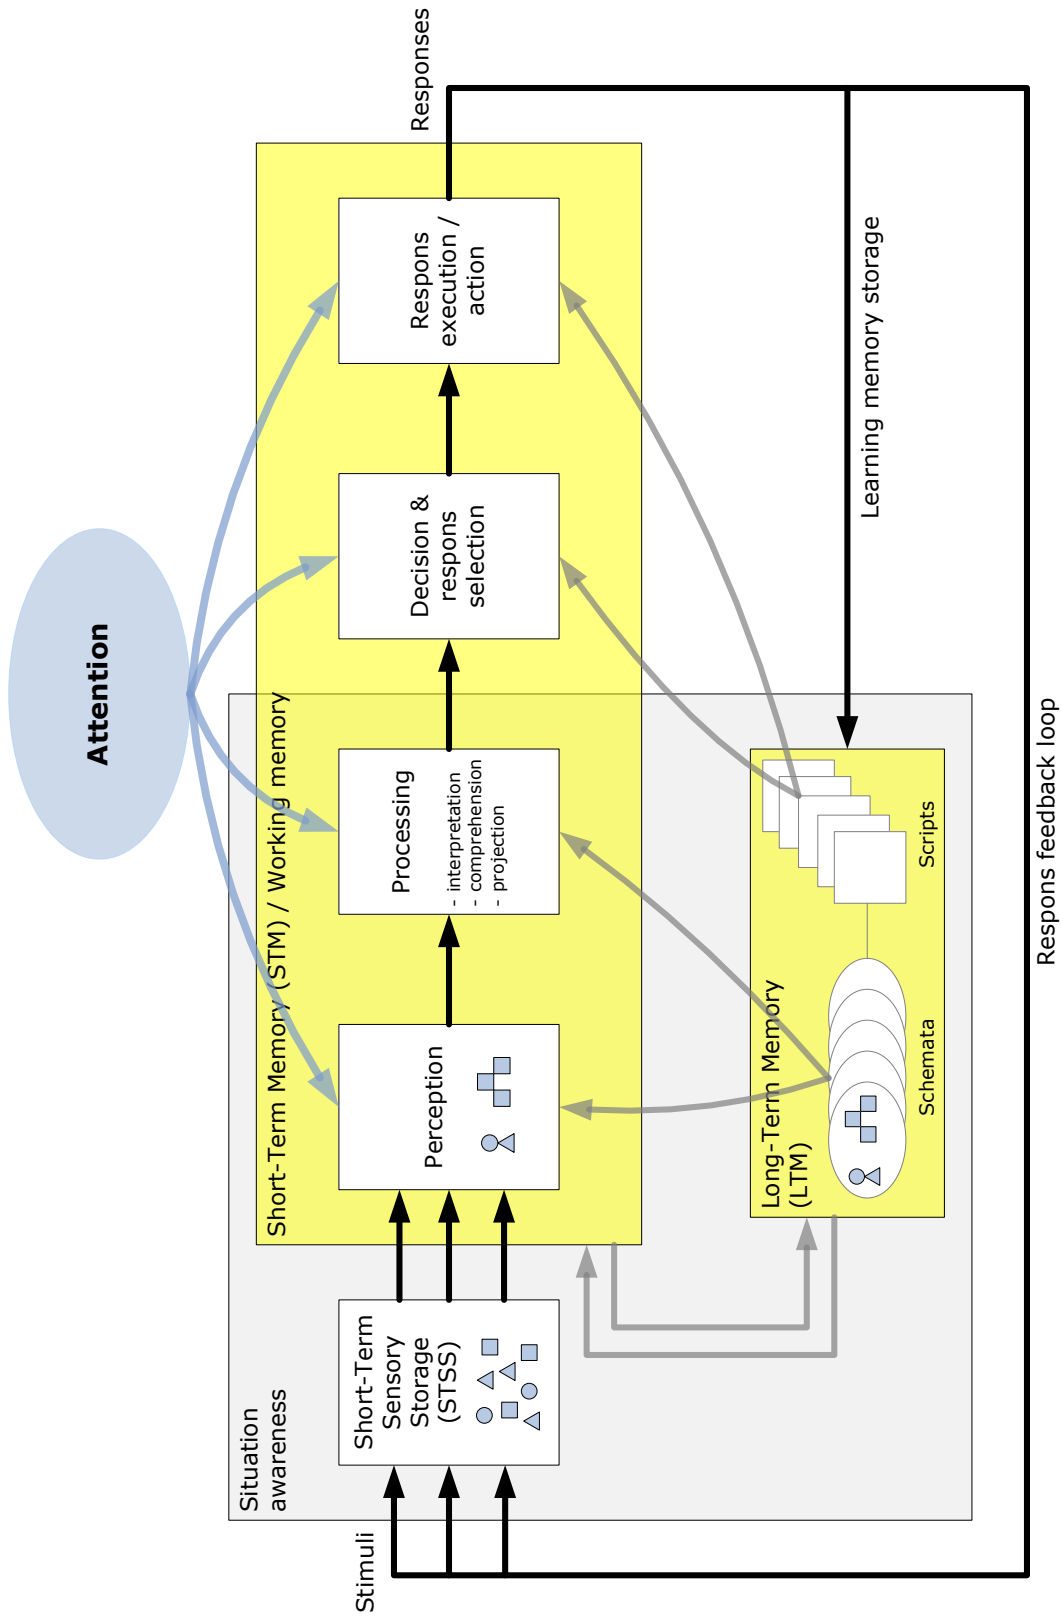 Attention
Responses
Short-Term Memory (STM) / Working memory
Situation
awareness
Stimuli
Short-Term
Sensory
Storage
(STSS)
Perception
Processing
- interpretation
- comprehension
- projection
Decision &
respons
selection
Respons
execution /
action
Long-Term Memory
(LTM)
Schemata
Scripts
Learning memory storage
Respons feedback loop